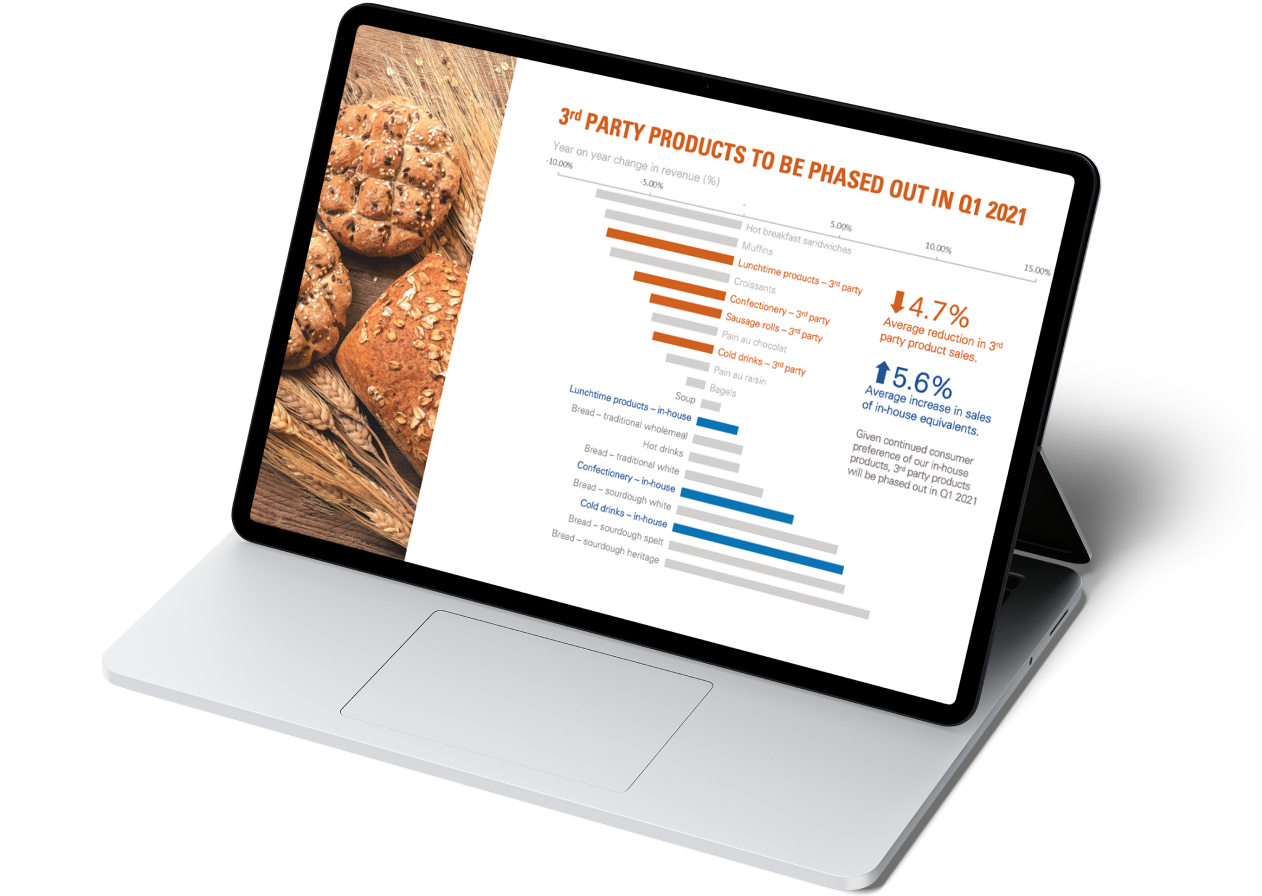 3rd PARTY PRODUCTS TO BE PHASED OUT IN Q1 2021
Year on year change in revenue (%)
-10.00%
-5.00%
-
5.00%
10.00%
15.00%
Hot breakfast sandwiches
Muffins
Lunchtime products – 3rd party
Croissants
Confectionery – 3rd party
Sausage rolls – 3rd party
Pain au chocolat
Cold drinks – 3rd party
Pain au raisin
Bagels
Soup
Lunchtime products – in-house
Bread – traditional wholemeal
Hot drinks
Bread – traditional white
Confectionery – in-house
Bread – sourdough white
Cold drinks – in-house
Bread – sourdough spelt
Bread – sourdough heritage
4.7%
Average reduction in 3rd
party product sales.
5.6%
Average increase in sales
of in-house equivalents.
Given continued consumer
preference of our in-house
products, 3rd party products
will be phased out in Q1 2021